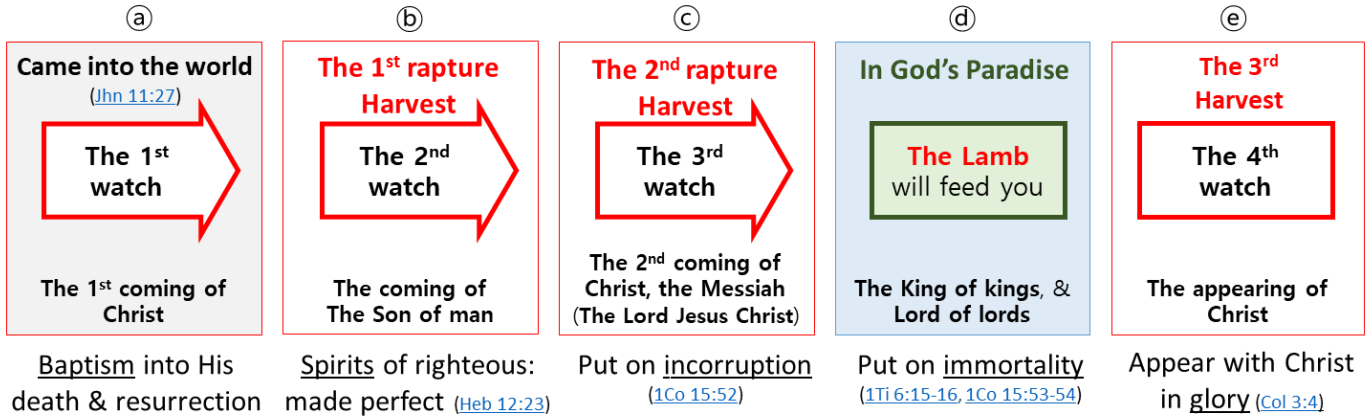 ⓐ
Came into the world
(Jhn 11:27)
The 1st
watch
The 1st coming of
Christ
Baptism into His
death & resurrection
ⓑ
The 1st rapture
Harvest
The 2nd
watch
The coming of
The Son of man
Spirits of righteous:
made perfect (Heb 12:23)
ⓒ
The 2nd rapture
Harvest
The 3rd
watch
The 2nd coming of
Christ, the Messiah
(The Lord Jesus Christ)
Put on incorruption
(1Co 15:52)
ⓓ
In God's Paradise
The Lamb
will feed you
The King of kings, &
Lord of lords
Put on immortality
(1Ti 6:15-16, 1Co 15:53-54)
ⓔ
The 3rd
Harvest
The 4th
watch
The appearing of
Christ
Appear with Christ
in glory (Col 3:4)